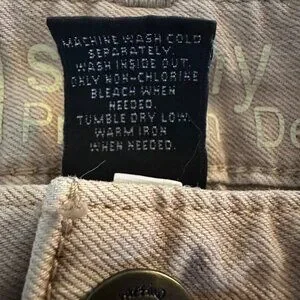 MACHINE WASH COLD
SEPARATELY.
WASH INSIDE OUT.
ONLY NON-CHLORINE
BLEACH WHEN
NEEDED.
TUMBLE DRY LOW.
WARM IRON
WHEN NEEDED.